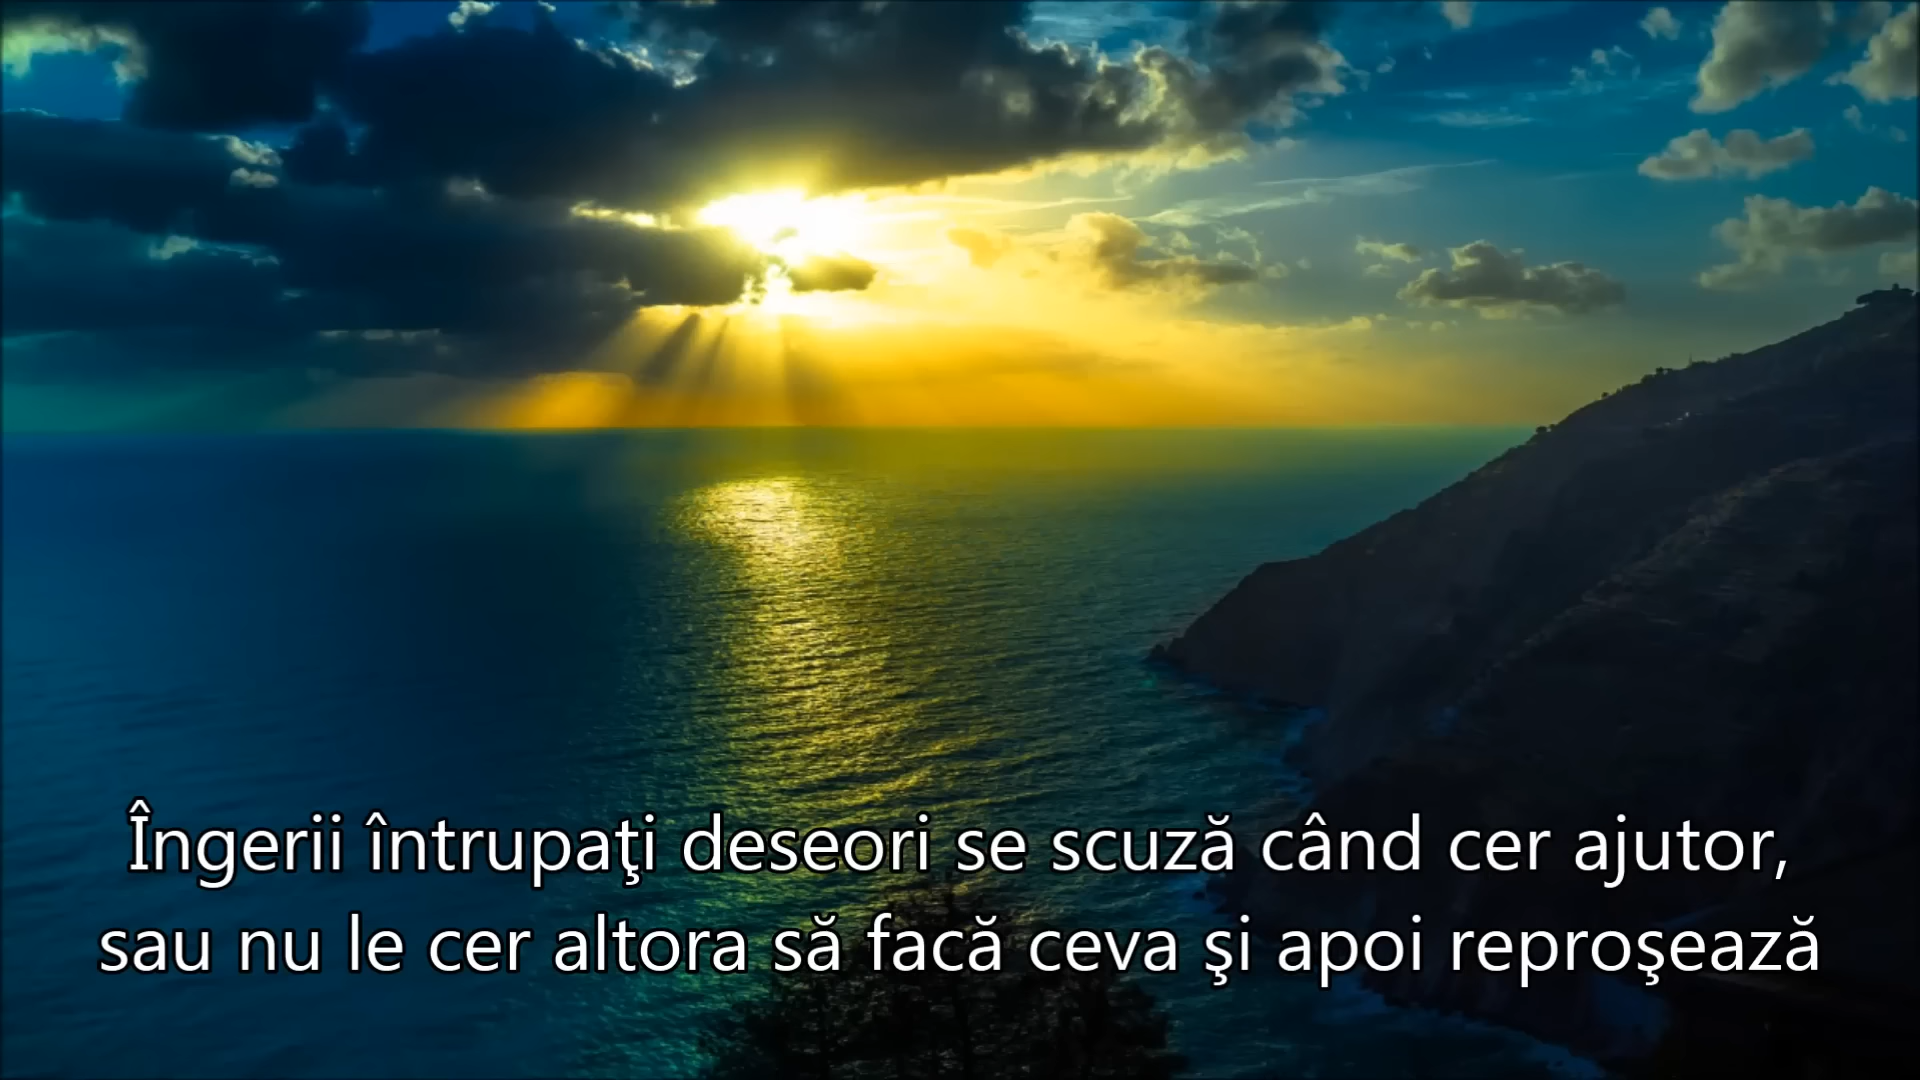 Îngerii întrupaţi deseori se scuză când cer ajutor,
sau nu le cer altora să facă ceva şi apoi reproşează